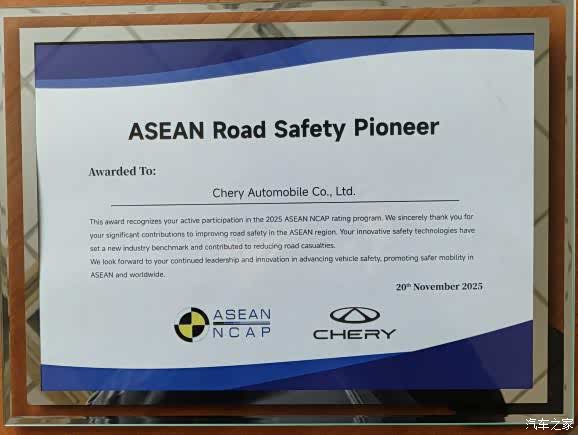 ASEAN Road Safety Pioneer
Awarded To:
Chery Automobile Co., Ltd.
This award recognizes your active participation in the 2025 ASEAN NCAP rating program. We sincerely thank you for
your significant contributions to improving road safety in the ASEAN region. Your innovative safety technologies have
set a new industry benchmark and contributed to reducing road casualties.
We look forward to your continued leadership and innovation in advancing vehicle safety, promoting safer mobility in
ASEAN and worldwide.
20th November 2025
ASEAN
NCAP
CHERY
汽车之家